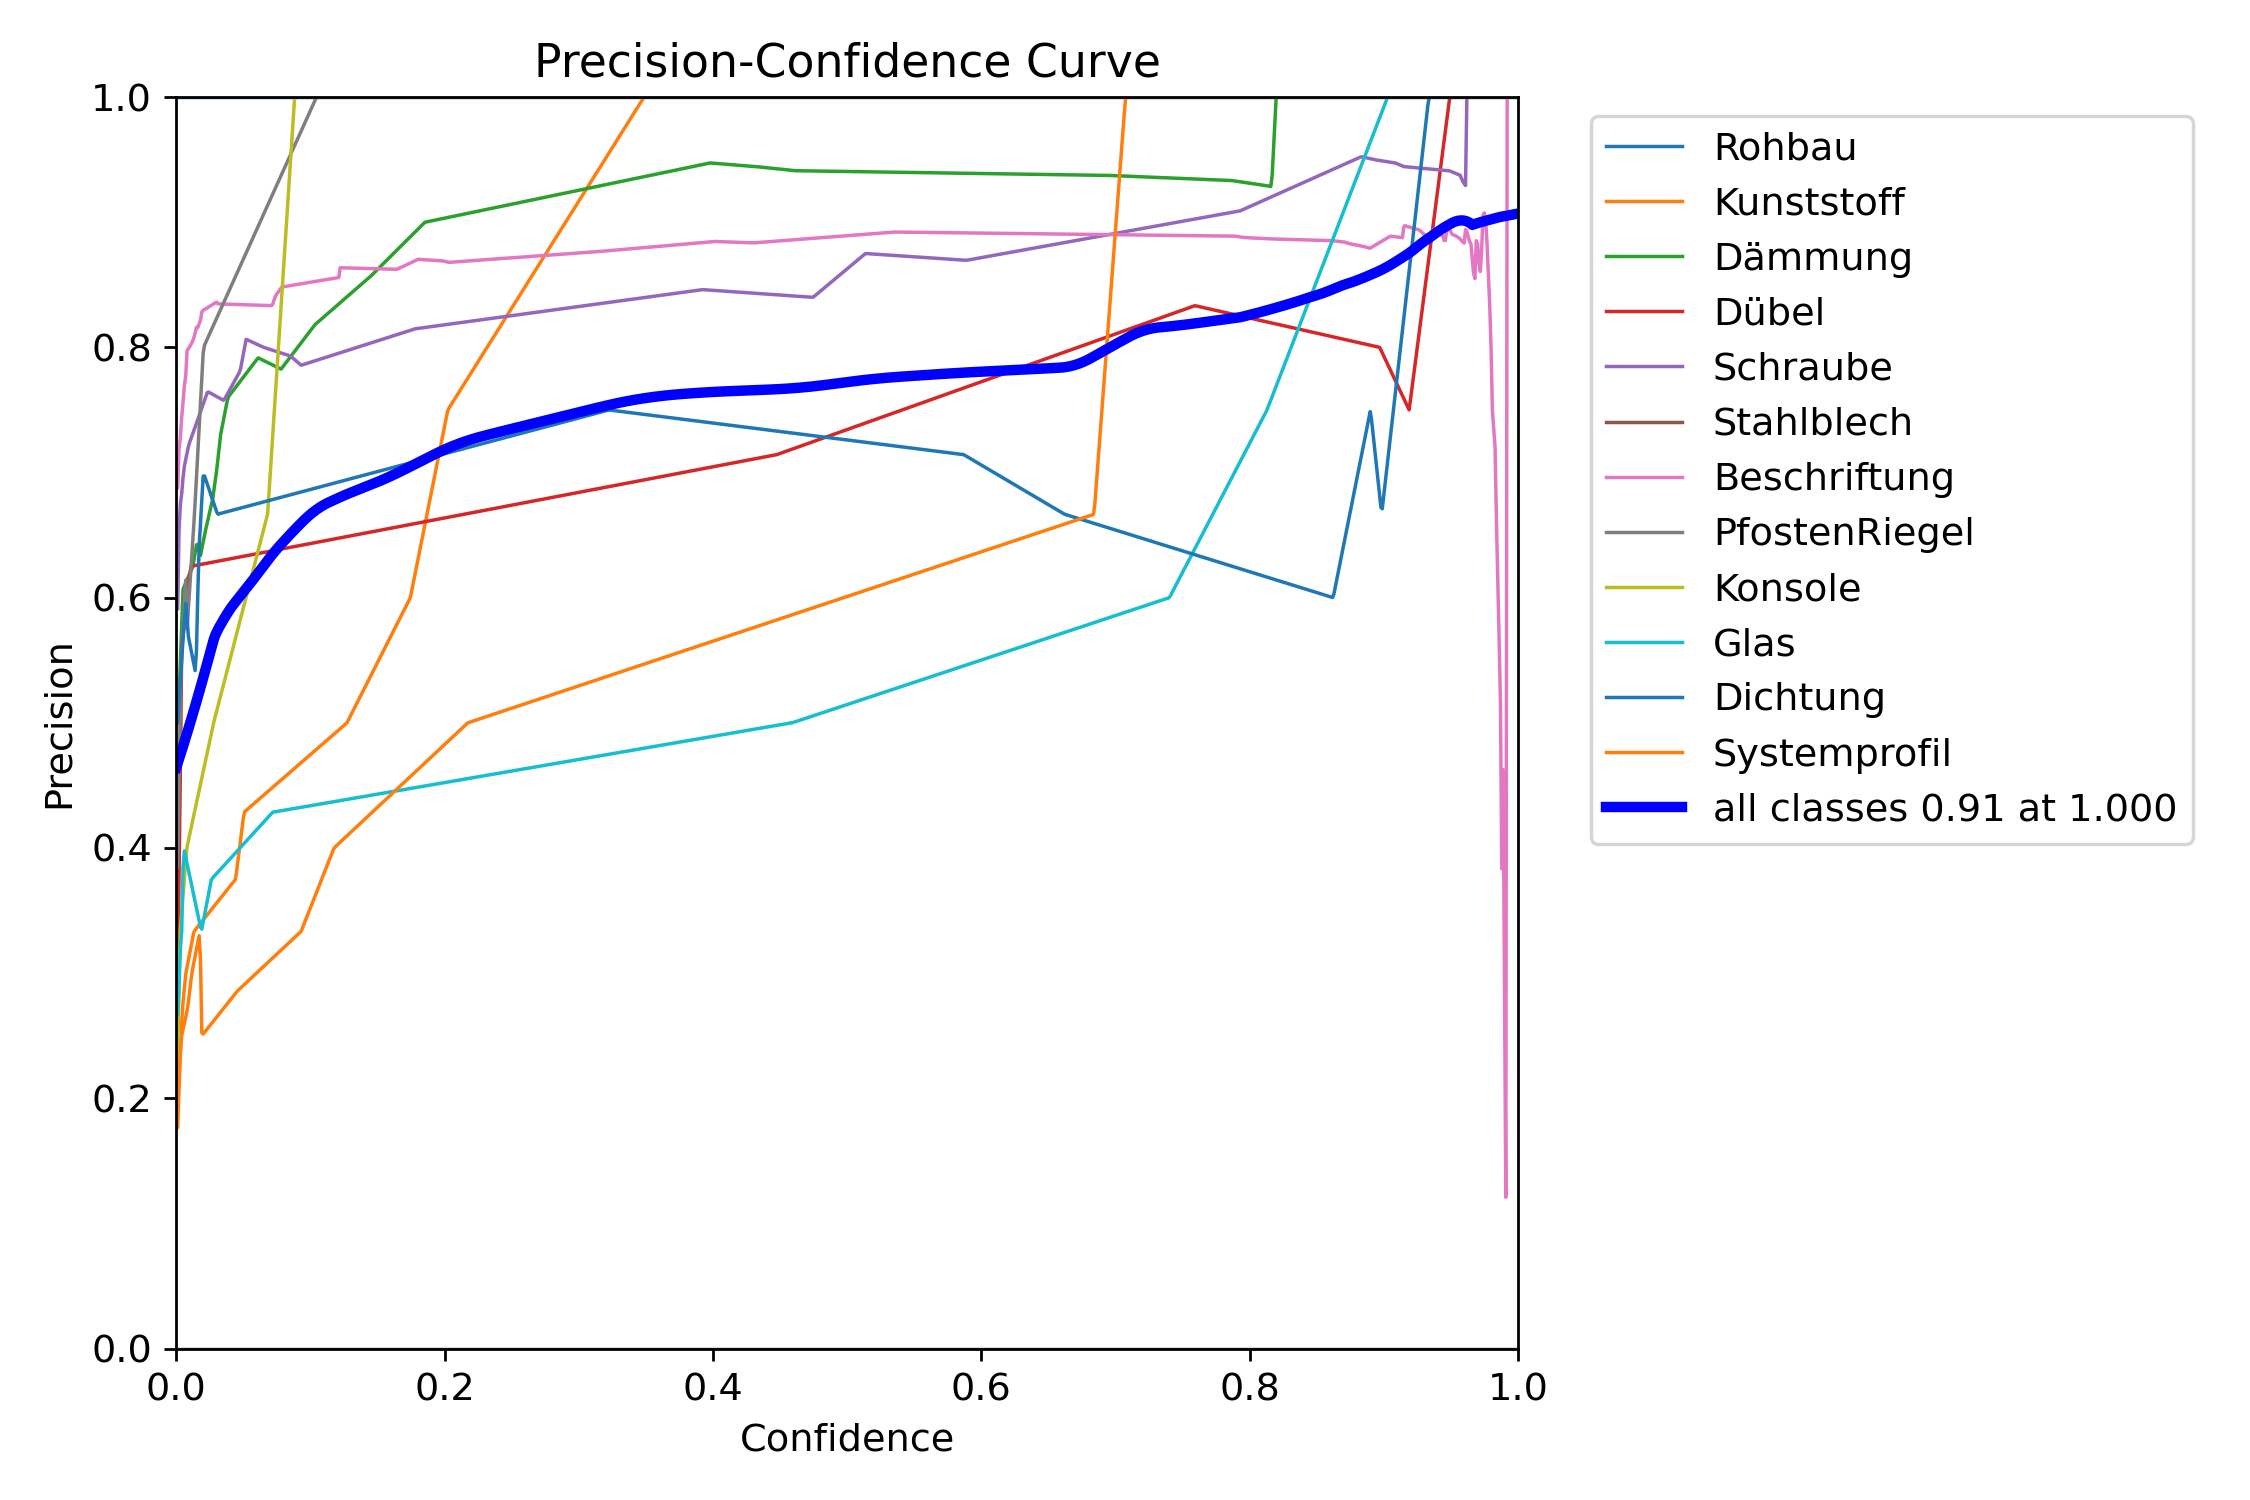 Precision-Confidence Curve
1.0
0.8
0.6
0.4
0.2
0.0
Precision
0.0 0.2 0.4 0.6 0.8 1.0
Confidence
Rohbau
Kunststoff
Dämmung
Dübel
Schraube
Stahlblech
Beschriftung
PfostenRiegel
Konsole
Glas
Dichtung
Systemprofil
all classes 0.91 at 1.000